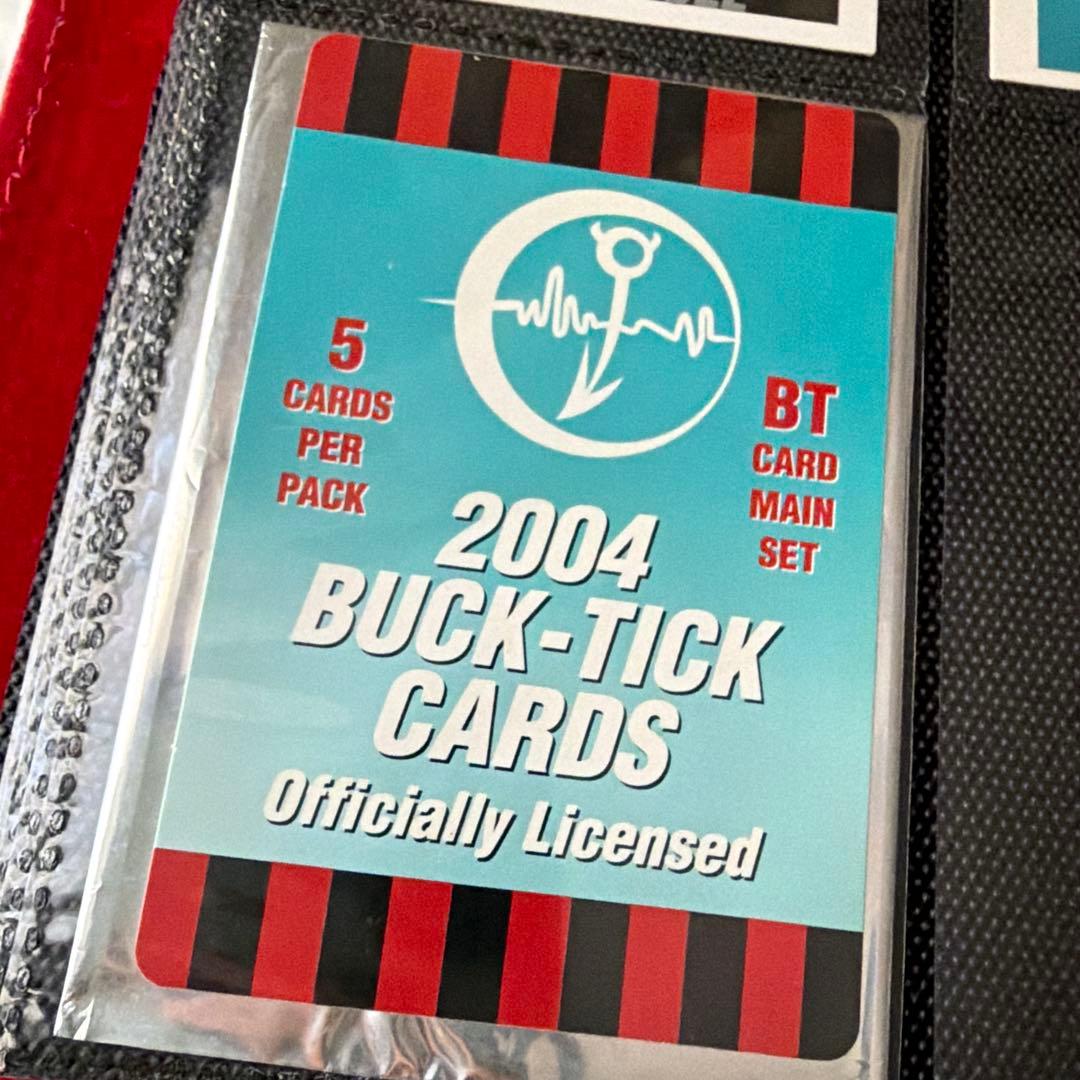 5
CARDS
PER
PACK
BT
CARD
MAIN
SET
2004
BUCK-TICK
CARDS
Officially Licensed